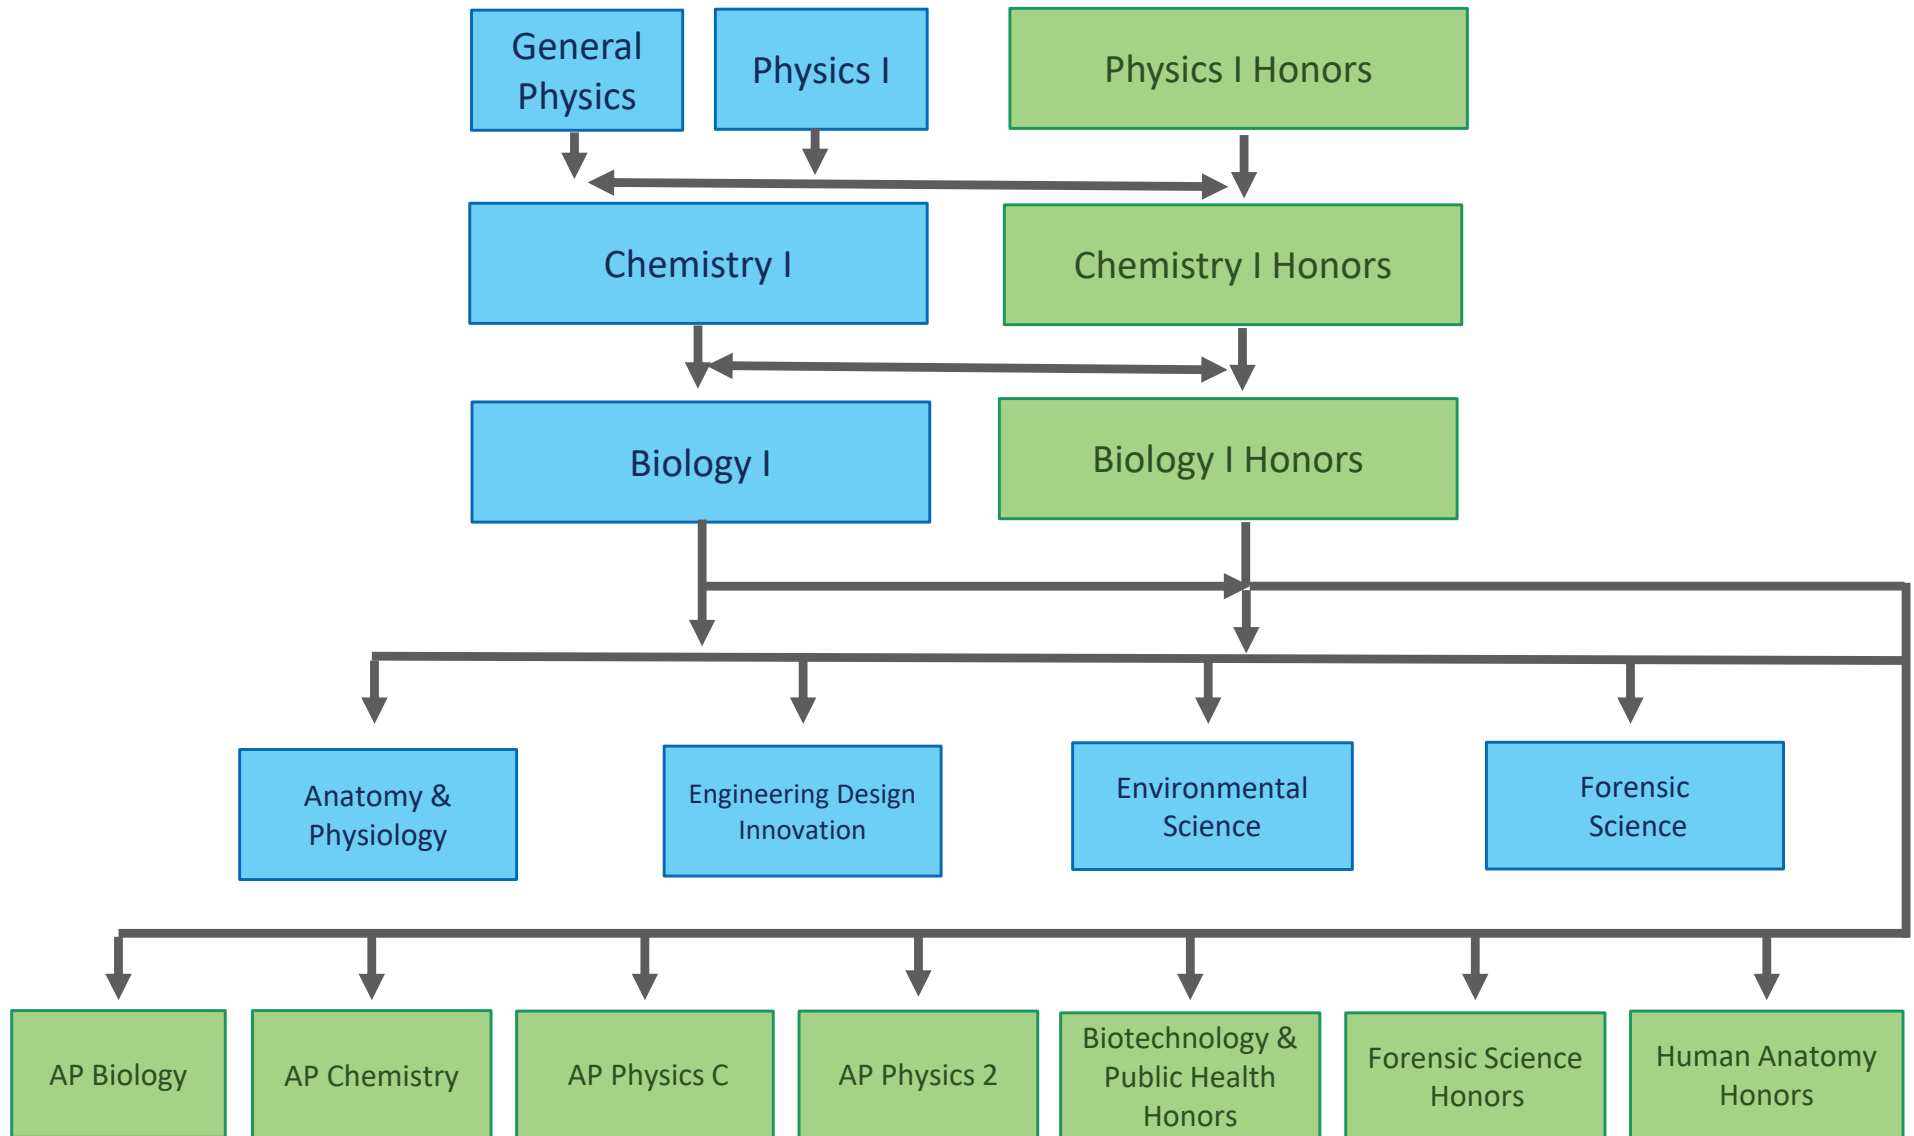 General
Physics
Physics I
Physics I Honors
Chemistry I
Chemistry I Honors
Biology I
Biology I Honors
Anatomy &
Physiology
Engineering Design
Innovation
Environmental
Science
Forensic
Science
AP Biology
AP Chemistry
AP Physics C
AP Physics 2
Biotechnology &
Public Health
Honors
Forensic Science
Honors
Human Anatomy
Honors